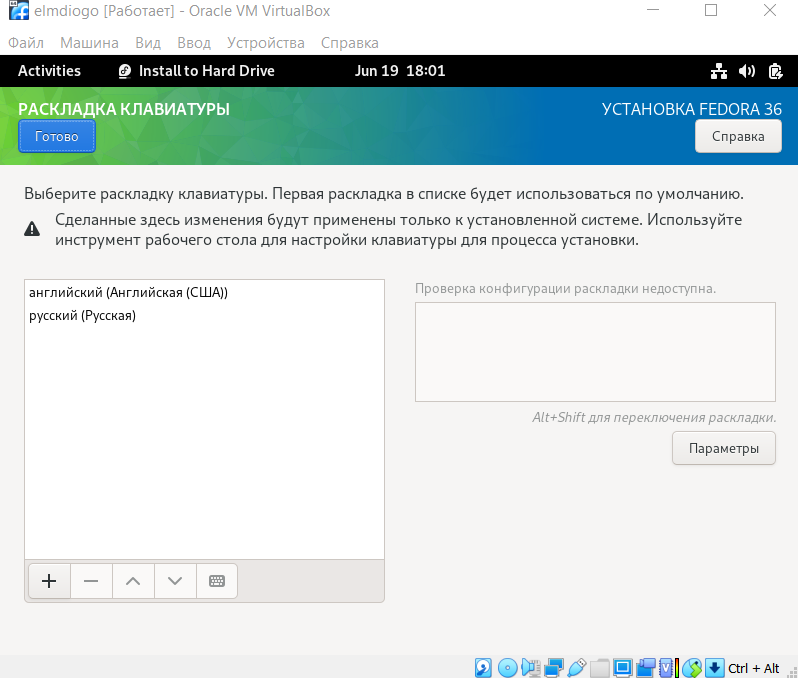 elmdiogo [Работает] - Oracle VM VirtualBox
Файл Машина Вид Ввод Устройства Справка
Activities Install to Hard Drive Jun 19 18:01
РАСКЛАДКА КЛАВИАТУРЫ УСТАНОВКА FEDORA 36
Готово Справка
Выберите раскладку клавиатуры. Первая раскладка в списке будет использоваться по умолчанию.
Сделанные здесь изменения будут применены только к установленной системе. Используйте
инструмент рабочего стола для настройки клавиатуры для процесса установки.
английский (Английская (США))
русский (Русская)
Проверка конфигурации раскладки недоступна.
Alt+Shift для переключения раскладки.
Параметры
Ctrl + Alt